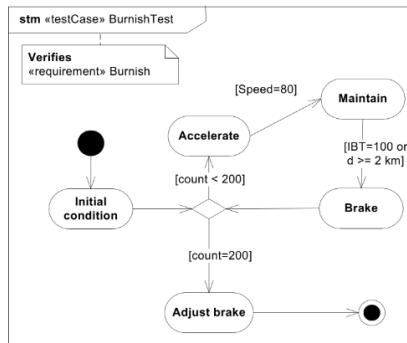 stm «testCase» BurnishTest
Verifies
«requirement» Burnish
[Speed=80]
Maintain
Accelerate
[IBT=100 or
d >= 2 km]
[count < 200]
Initial
condition
Brake
[count=200]
Adjust brake